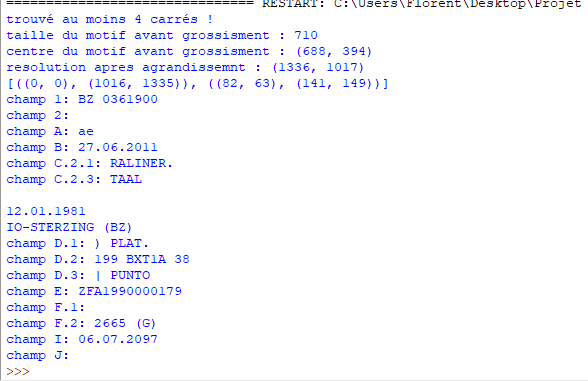 =============================== RESTART: C:\Users\Florent\Desktop\Projet
trouvé au moins 4 carrés !
taille du motif avant grossisment : 710
centre du motif avant grossisment : (688, 394)
resolution apres agrandissemnt : (1336, 1017)
[((0, 0), (1016, 1335)), ((82, 63), (141, 149))]
champ 1: BZ 0361900
champ 2:
champ A: ae
champ B: 27.06.2011
champ C.2.1: RALINER.
champ C.2.3: TAAL
12.01.1981
IO-STERZING (BZ)
champ D.1: ) PLAT.
champ D.2: 199 BXT1A 38
champ D.3: | PUNTO
champ E: ZFA1990000179
champ F.1:
champ F.2: 2665 (G)
champ I: 06.07.2097
champ J:
>>>